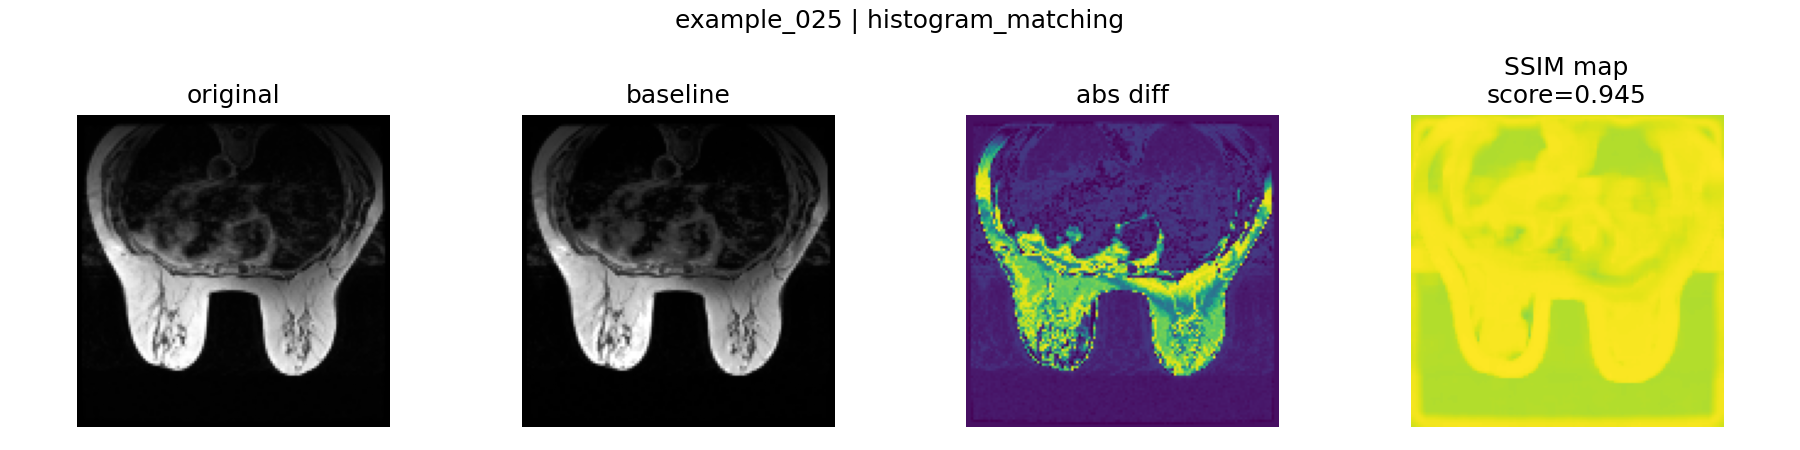 example_025 | histogram_matching
original
baseline
abs diff
SSIM map
score=0.945